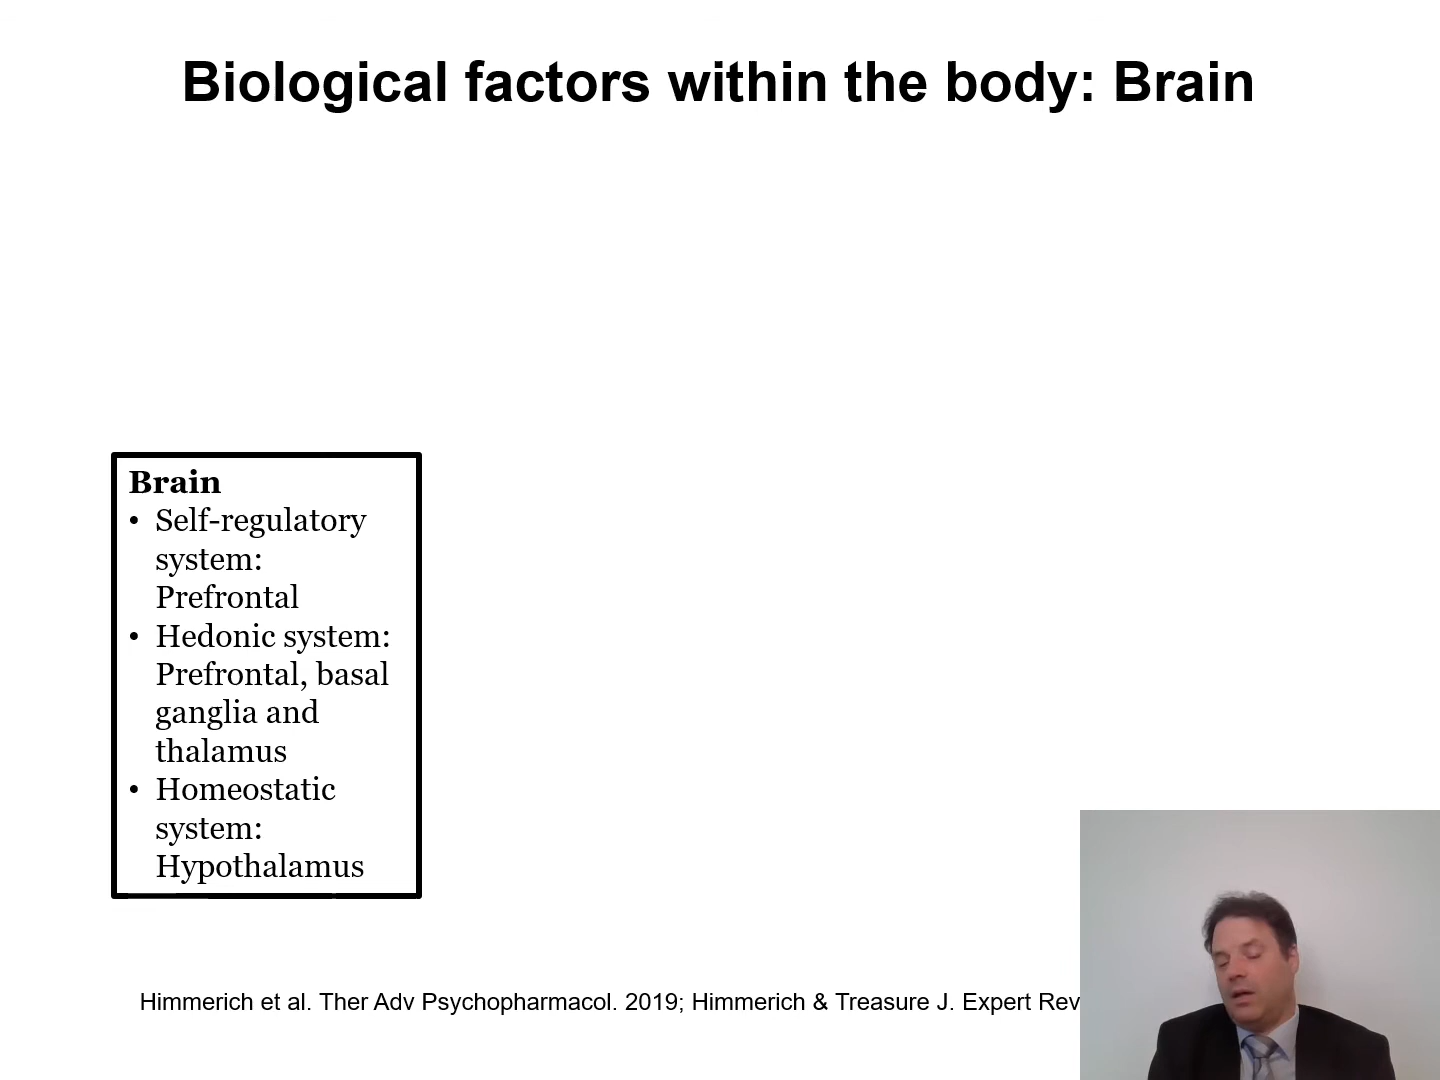 Biological factors within the body: Brain
Brain
• Self-regulatory
system:
Prefrontal
• Hedonic system:
Prefrontal, basal
ganglia and
thalamus
• Homeostatic
system:
Hypothalamus
Himmerich et al. Ther Adv Psychopharmacol. 2019; Himmerich & Treasure J. Expert Rev